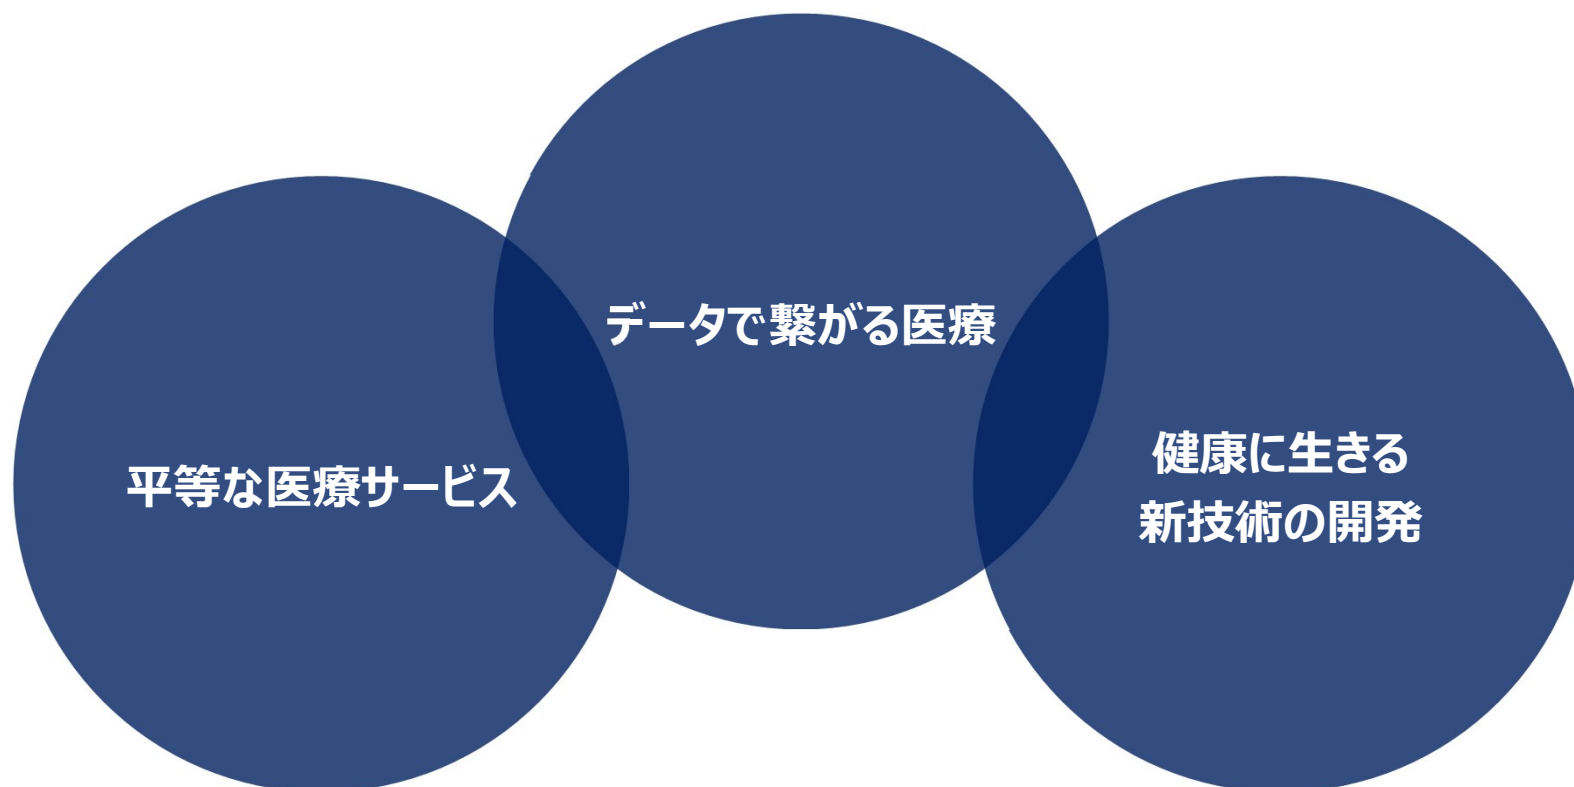 平等な医療サービス
データで繋がる医療
健康に生きる
新技術の開発